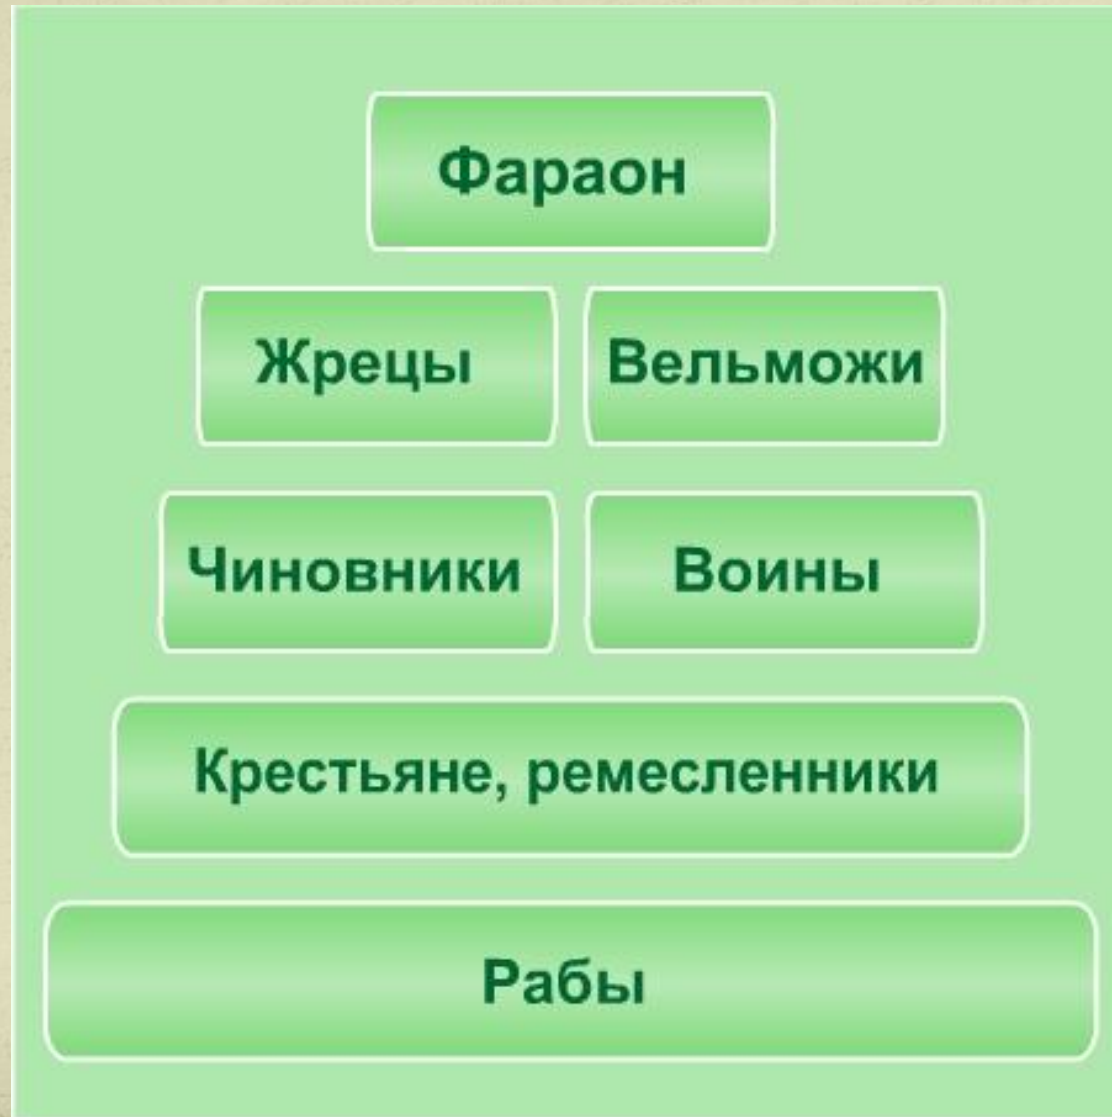 Фараон
Жрецы Вельможи
Чиновники Воины
Крестьяне, ремесленники
Рабы